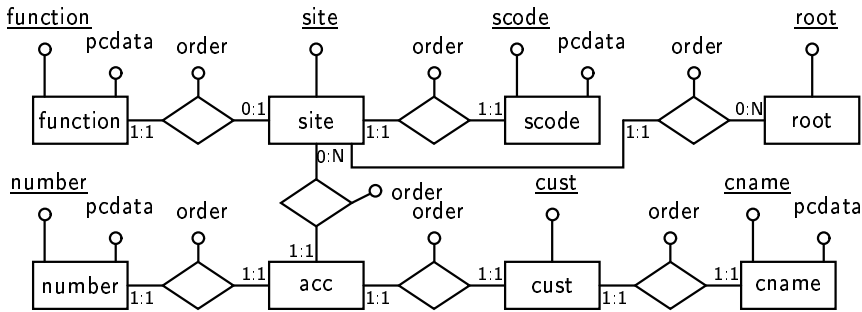 function site scode root
pcdata order order pcdata order
function 1:1 0:1 site 1:1 1:1 scode 1:1 0:N root
0:N
number cust cname
pcdata order order order order pcdata
1:1
number 1:1 1:1 acc 1:1 1:1 cust 1:1 1:1 cname